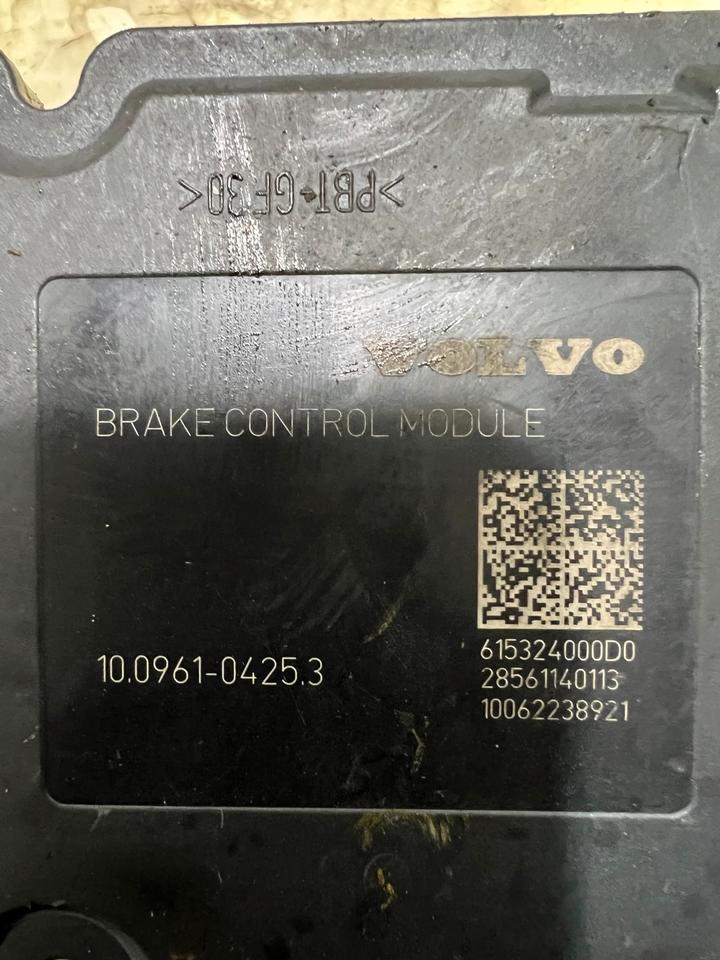 >PBT-GF30<
VOLVO
BRAKE CONTROL MODULE
10.0961-0425.3
615324000D0
28561140113
10062238921